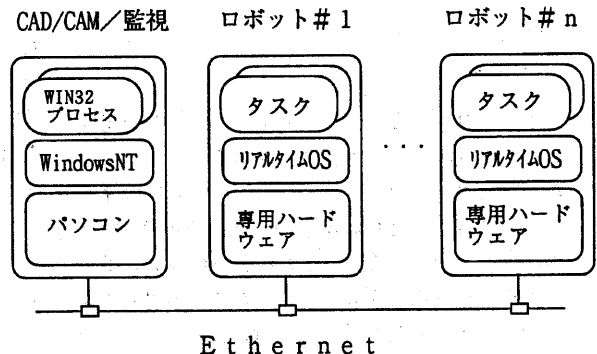 CAD/CAM／監視
ロボット＃１
ロボット＃ｎ
WIN32
プロセス
タスク
タスク
WindowsNT
リアルタイムOS
・・・
リアルタイムOS
パソコン
専用ハード
ウェア
専用ハード
ウェア
Ｅｔｈｅｒｎｅｔ